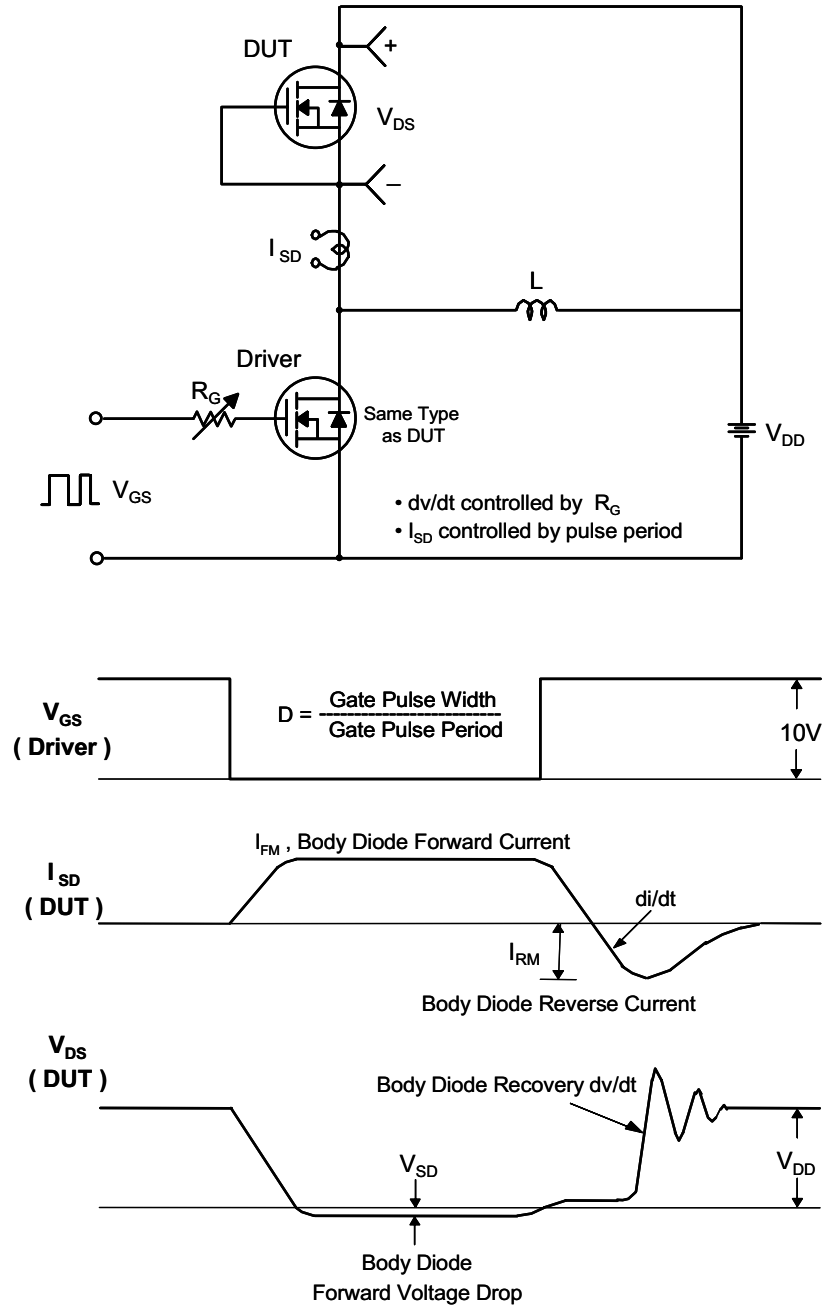 DUT
+
V_DS
–
I_SD
L
Driver
R_G
Same Type
as DUT
V_DD
V_GS
• dv/dt controlled by R_G
• I_SD controlled by pulse period
V_GS
( Driver )
D = Gate Pulse Width
Gate Pulse Period
10V
I_FM , Body Diode Forward Current
I_SD
( DUT )
di/dt
I_RM
Body Diode Reverse Current
V_DS
( DUT )
Body Diode Recovery dv/dt
V_SD
V_DD
Body Diode
Forward Voltage Drop